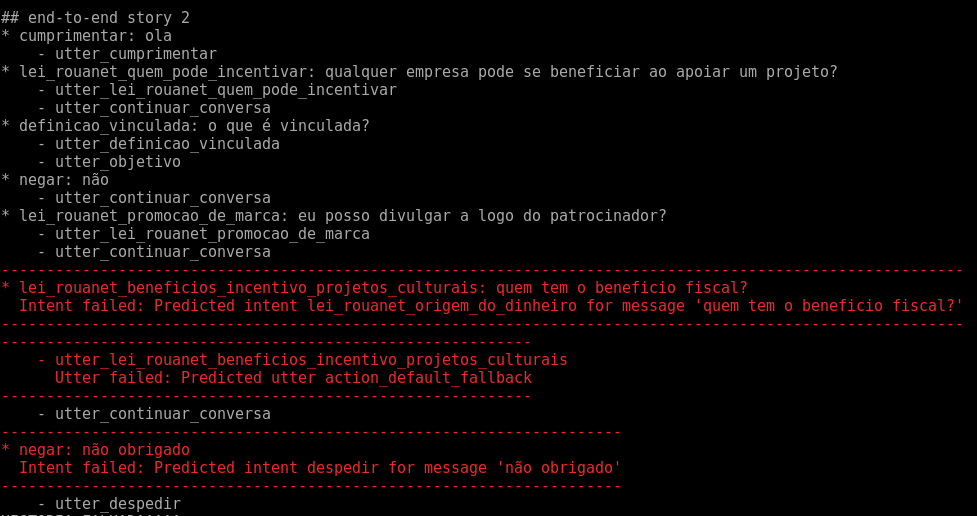 ## end-to-end story 2
* cumprimentar: ola
    - utter_cumprimentar
* lei_rouanet_quem_pode_incentivar: qualquer empresa pode se beneficiar ao apoiar um projeto?
    - utter_lei_rouanet_quem_pode_incentivar
    - utter_continuar_conversa
* definicao_vinculada: o que é vinculada?
    - utter_definicao_vinculada
    - utter_objetivo
* negar: não
    - utter_continuar_conversa
* lei_rouanet_promocao_de_marca: eu posso divulgar a logo do patrocinador?
    - utter_lei_rouanet_promocao_de_marca
    - utter_continuar_conversa
-----------------------------------------------------------------------------------------------------------
* lei_rouanet_beneficios_incentivo_projetos_culturais: quem tem o beneficio fiscal?
  Intent failed: Predicted intent lei_rouanet_origem_do_dinheiro for message 'quem tem o beneficio fiscal?'
-----------------------------------------------------------------------------------------------------------
-----------------------------------------------------------
    - utter_lei_rouanet_beneficios_incentivo_projetos_culturais
      Utter failed: Predicted utter action_default_fallback
-----------------------------------------------------------
    - utter_continuar_conversa
---------------------------------------------------------------------
* negar: não obrigado
  Intent failed: Predicted intent despedir for message 'não obrigado'
---------------------------------------------------------------------
    - utter_despedir